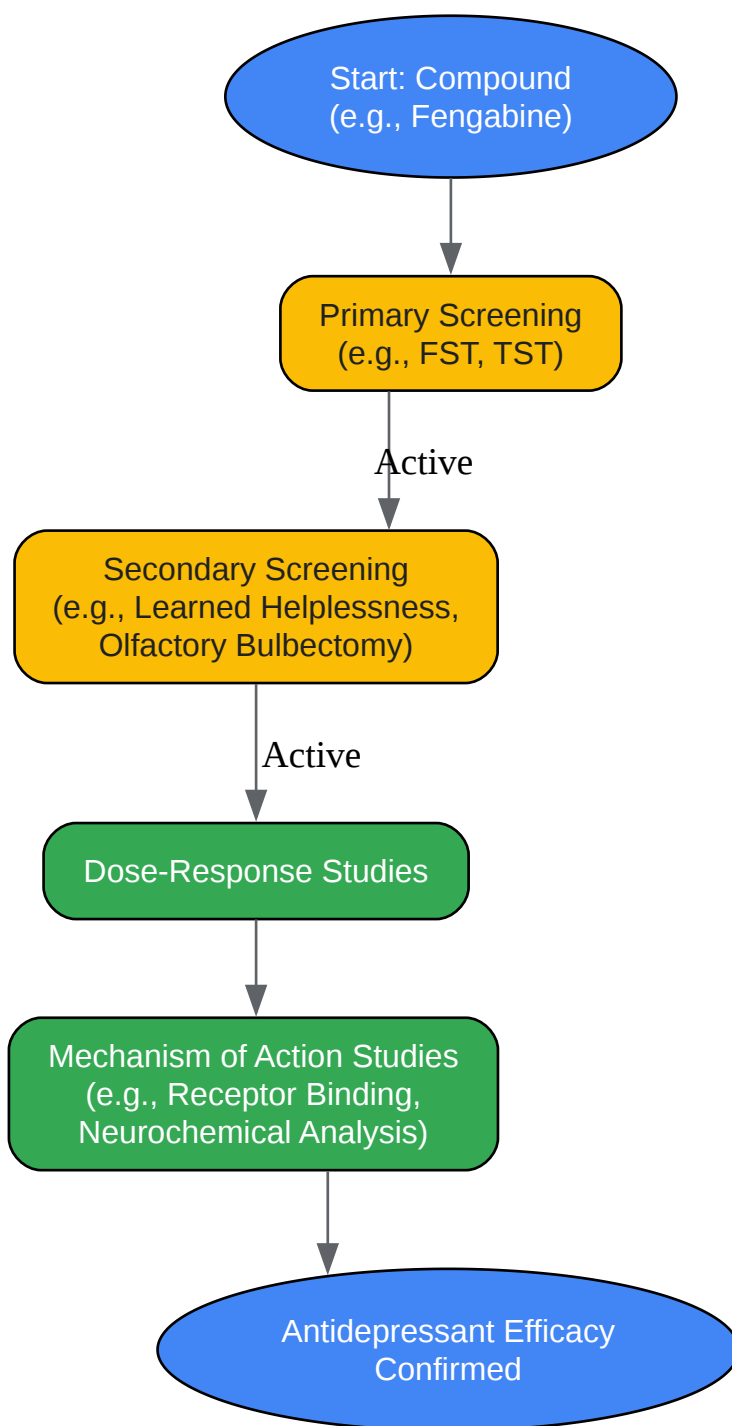 Start: Compound
(e.g., Fengabine)
Primary Screening
(e.g., FST, TST)
Active
Secondary Screening
(e.g., Learned Helplessness,
Olfactory Bulbectomy)
Active
Dose-Response Studies
Mechanism of Action Studies
(e.g., Receptor Binding,
Neurochemical Analysis)
Antidepressant Efficacy
Confirmed